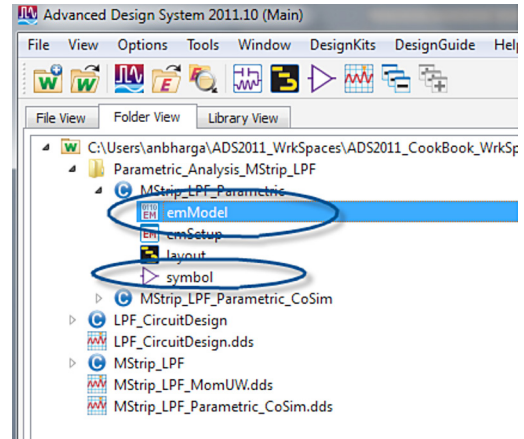 Advanced Design System 2011.10 (Main)
File View Options Tools Window DesignKits DesignGuide Help
File View Folder View Library View
C:\Users\anbharga\ADS2011_WrkSpaces\ADS2011_CookBook_WrkSp
Parametric_Analysis_MStrip_LPF
MStrip_LPF_Parametric
emModel
emSetup
layout
symbol
MStrip_LPF_Parametric_CoSim
LPF_CircuitDesign
LPF_CircuitDesign.dds
MStrip_LPF
MStrip_LPF_MomUW.dds
MStrip_LPF_Parametric_CoSim.dds